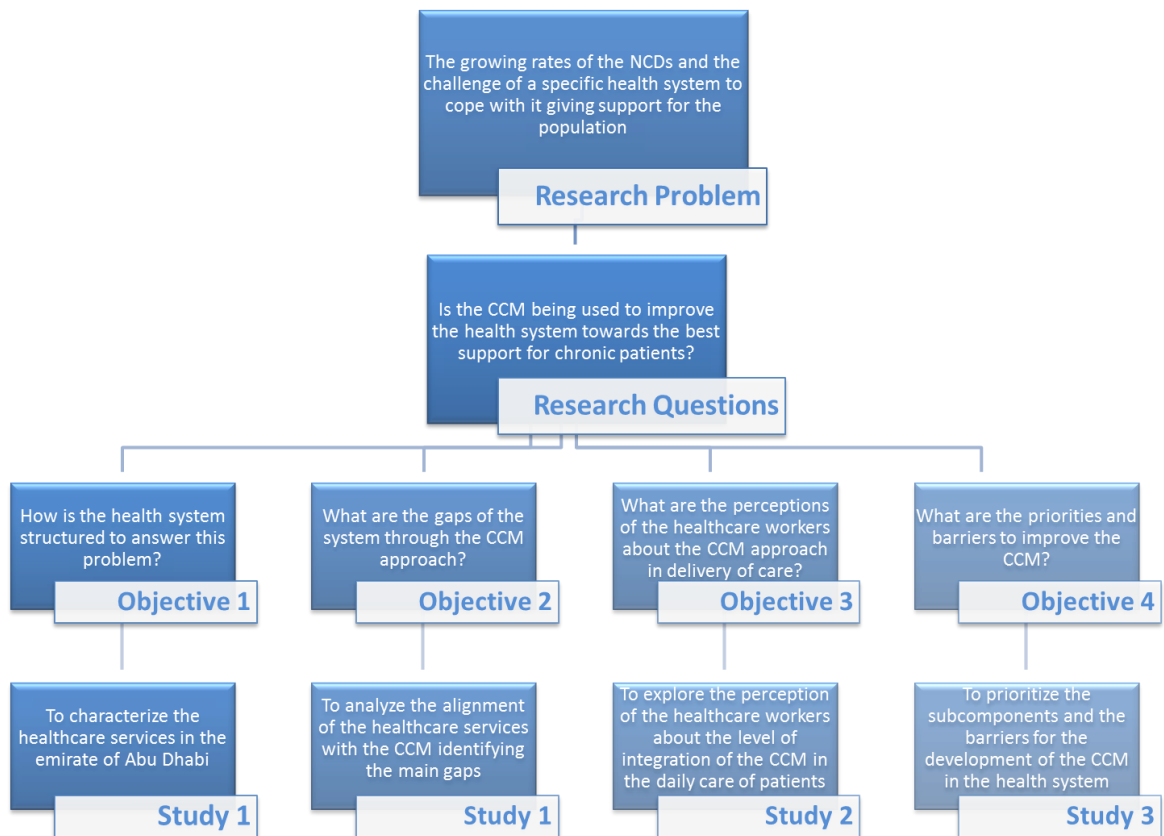 The growing rates of the NCDs and the
challenge of a specific health system to
cope with it giving support for the
population
Research Problem
Is the CCM being used to improve
the health system towards the best
support for chronic patients?
Research Questions
How is the health system
structured to answer this
problem?
Objective 1
What are the gaps of the
system through the CCM
approach?
Objective 2
What are the perceptions
of the healthcare workers
about the CCM approach
in delivery of care?
Objective 3
What are the priorities and
barriers to improve the
CCM?
Objective 4
To characterize the
healthcare services in the
emirate of Abu Dhabi
Study 1
To analyze the alignment
of the healthcare services
with the CCM identifying
the main gaps
Study 1
To explore the perception
of the healthcare workers
about the level of
integration of the CCM in
the daily care of patients
Study 2
To prioritize the
subcomponents and the
barriers for the
development of the CCM
in the health system
Study 3